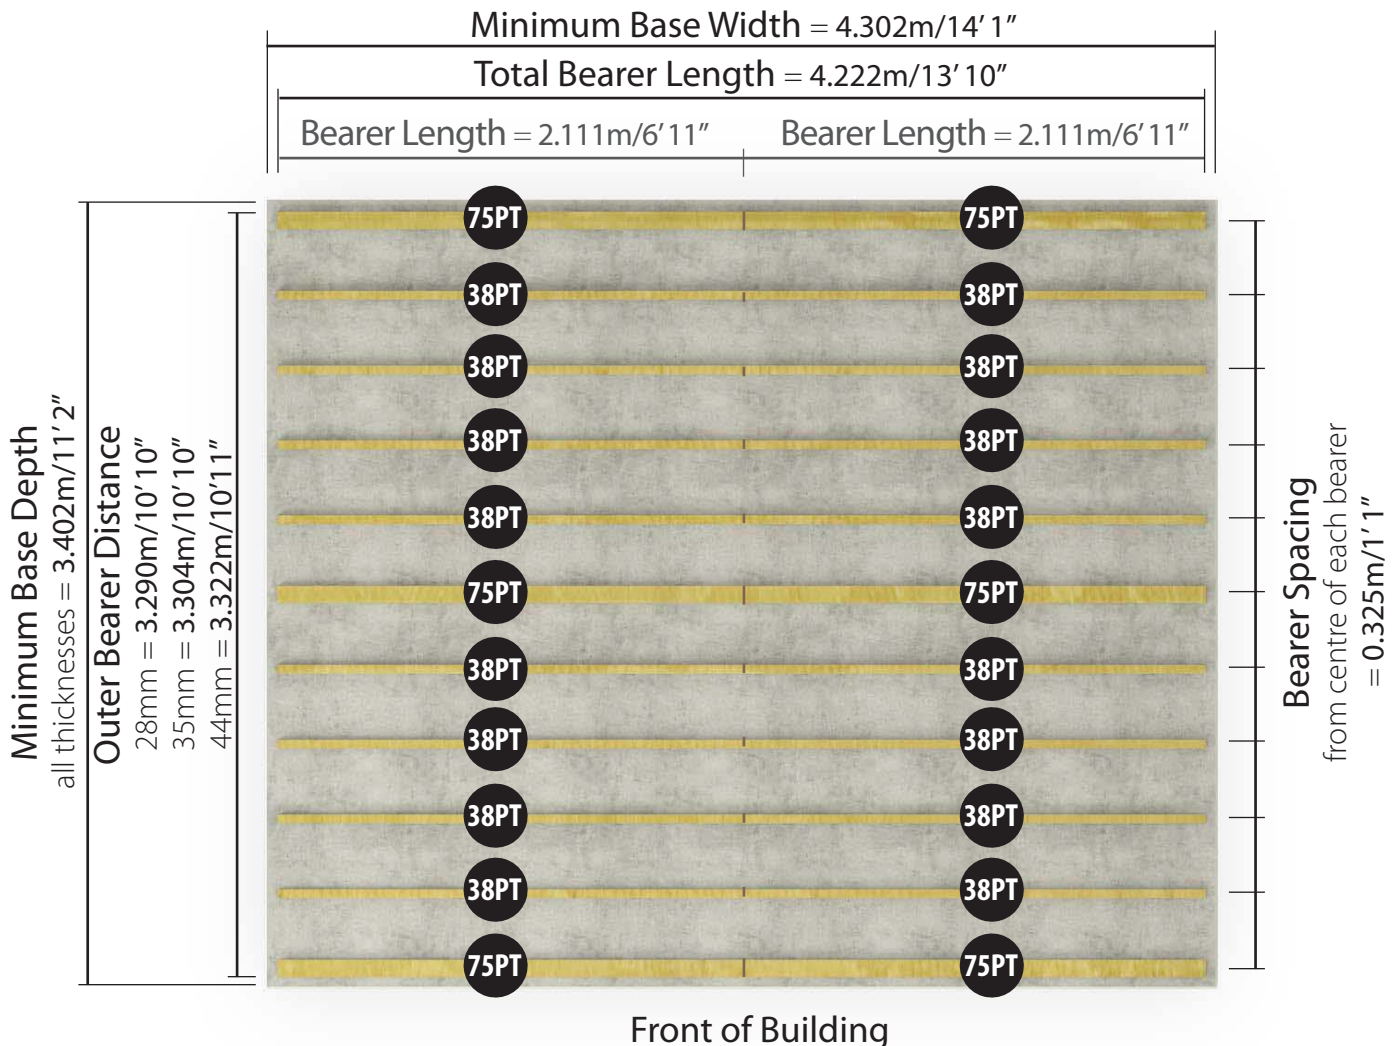 Minimum Base Width = 4.302m/14’ 1”
Total Bearer Length = 4.222m/13’ 10”
Bearer Length = 2.111m/6’ 11”
Bearer Length = 2.111m/6’ 11”
75PT
75PT
38PT
38PT
38PT
38PT
38PT
38PT
38PT
38PT
75PT
75PT
38PT
38PT
38PT
38PT
38PT
38PT
38PT
38PT
75PT
75PT
Minimum Base Depth
all thicknesses = 3.402m/11’ 2”
Outer Bearer Distance
28mm = 3.290m/10’ 10”
35mm = 3.304m/10’ 10”
44mm = 3.322m/10’11”
Bearer Spacing
from centre of each bearer
= 0.325m/1’ 1”
Front of Building